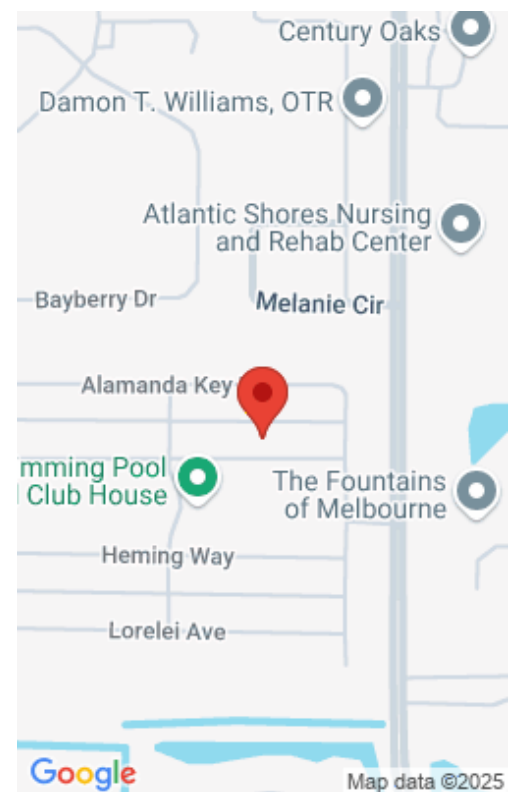 Century Oaks
Damon T. Williams, OTR
Atlantic Shores Nursing
and Rehab Center
Bayberry Dr
Melanie Cir
Alamanda Key
mming Pool
Club House
The Fountains
of Melbourne
Heming Way
Lorelei Ave
Google
Map data ©2025